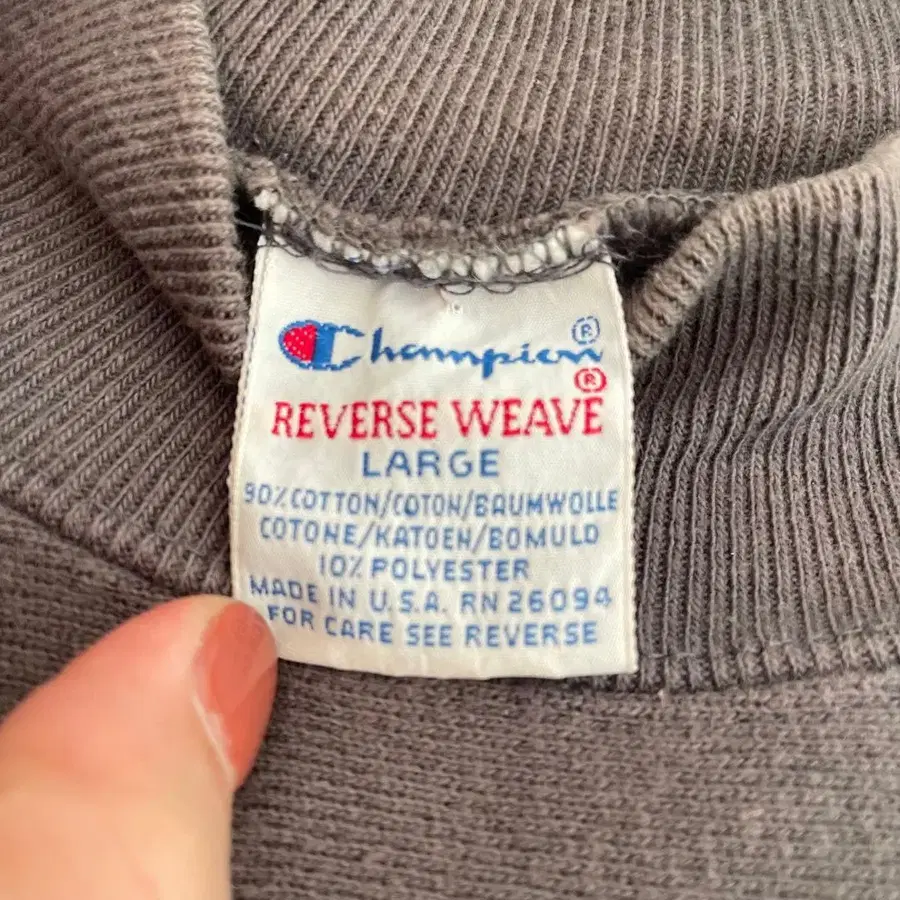 Champion®
REVERSE WEAVE®
LARGE
90% COTTON/COTON/BAUMWOLLE
COTONE/KATOEN/BOMULD
10% POLYESTER
MADE IN U.S.A. RN 26094
FOR CARE SEE REVERSE